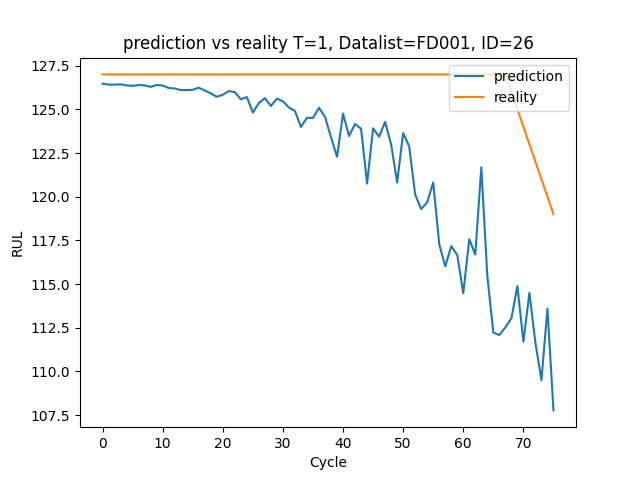 prediction vs reality T=1, Datalist=FD001, ID=26
127.5
125.0
122.5
120.0
117.5
115.0
112.5
110.0
107.5
RUL
prediction
reality
0 10 20 30 40 50 60 70
Cycle